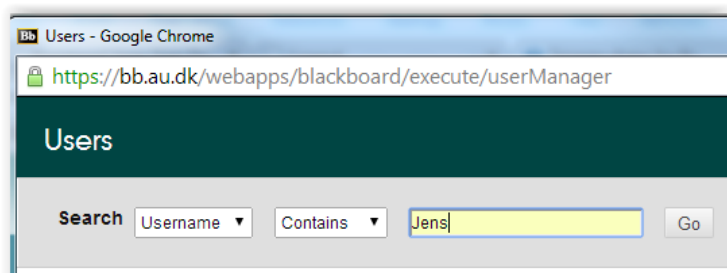 Bb Users - Google Chrome
https://bb.au.dk/webapps/blackboard/execute/userManager
Users
Search Username Contains Jens Go